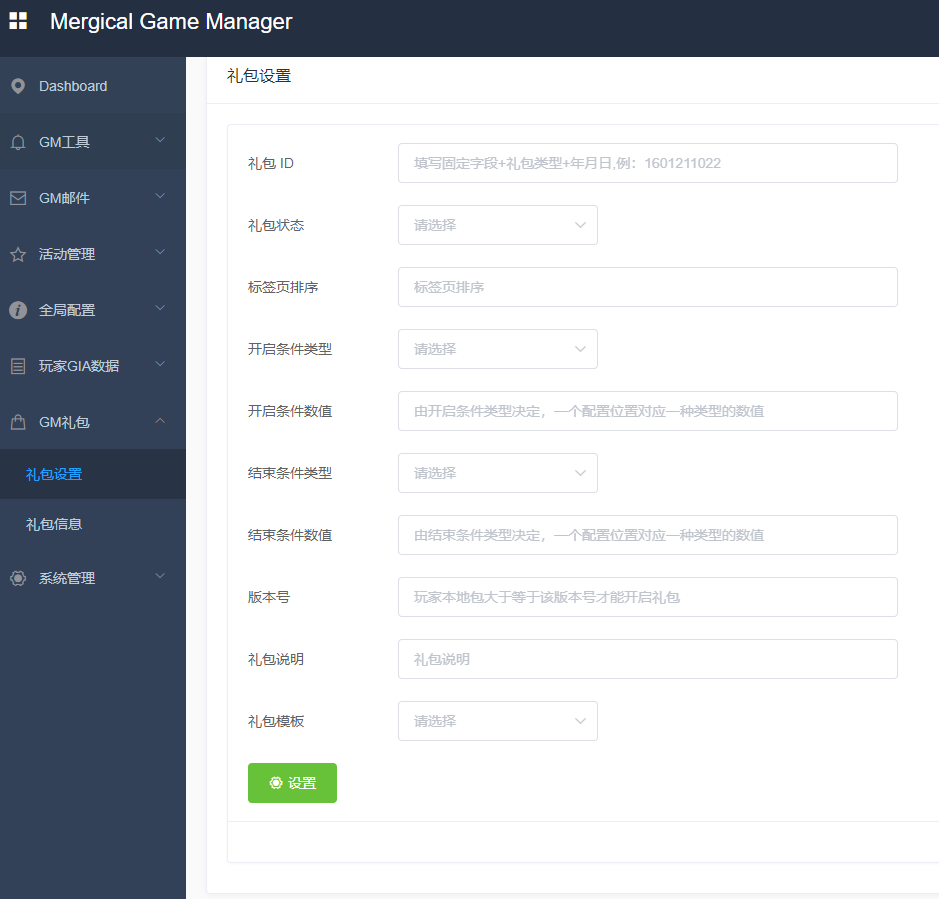 Mergical Game Manager
Dashboard
GM工具
GM邮件
活动管理
全局配置
玩家GIA数据
GM礼包
礼包设置
礼包信息
系统管理
礼包设置
礼包 ID
填写固定字段+礼包类型+年月日,例：1601211022
礼包状态
请选择
标签页排序
标签页排序
开启条件类型
请选择
开启条件数值
由开启条件类型决定，一个配置位置对应一种类型的数值
结束条件类型
请选择
结束条件数值
由结束条件类型决定，一个配置位置对应一种类型的数值
版本号
玩家本地包大于等于该版本号才能开启礼包
礼包说明
礼包说明
礼包模板
请选择
设置